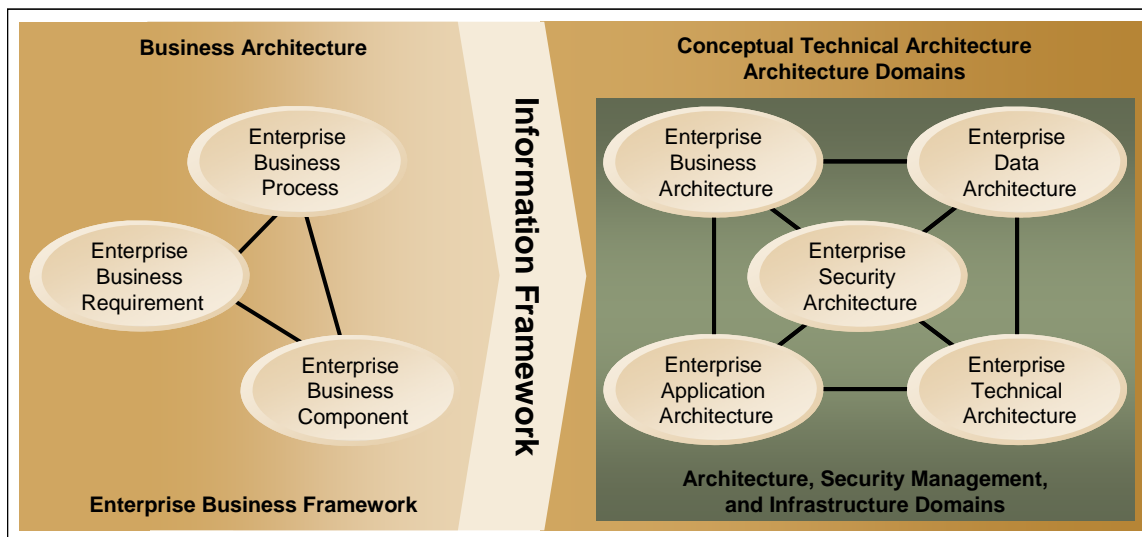 Business Architecture
Enterprise
Business
Process
Enterprise
Business
Requirement
Enterprise
Business
Component
Enterprise Business Framework
Information Framework
Conceptual Technical Architecture
Architecture Domains
Enterprise
Business
Architecture
Enterprise
Data
Architecture
Enterprise
Security
Architecture
Enterprise
Application
Architecture
Enterprise
Technical
Architecture
Architecture, Security Management,
and Infrastructure Domains